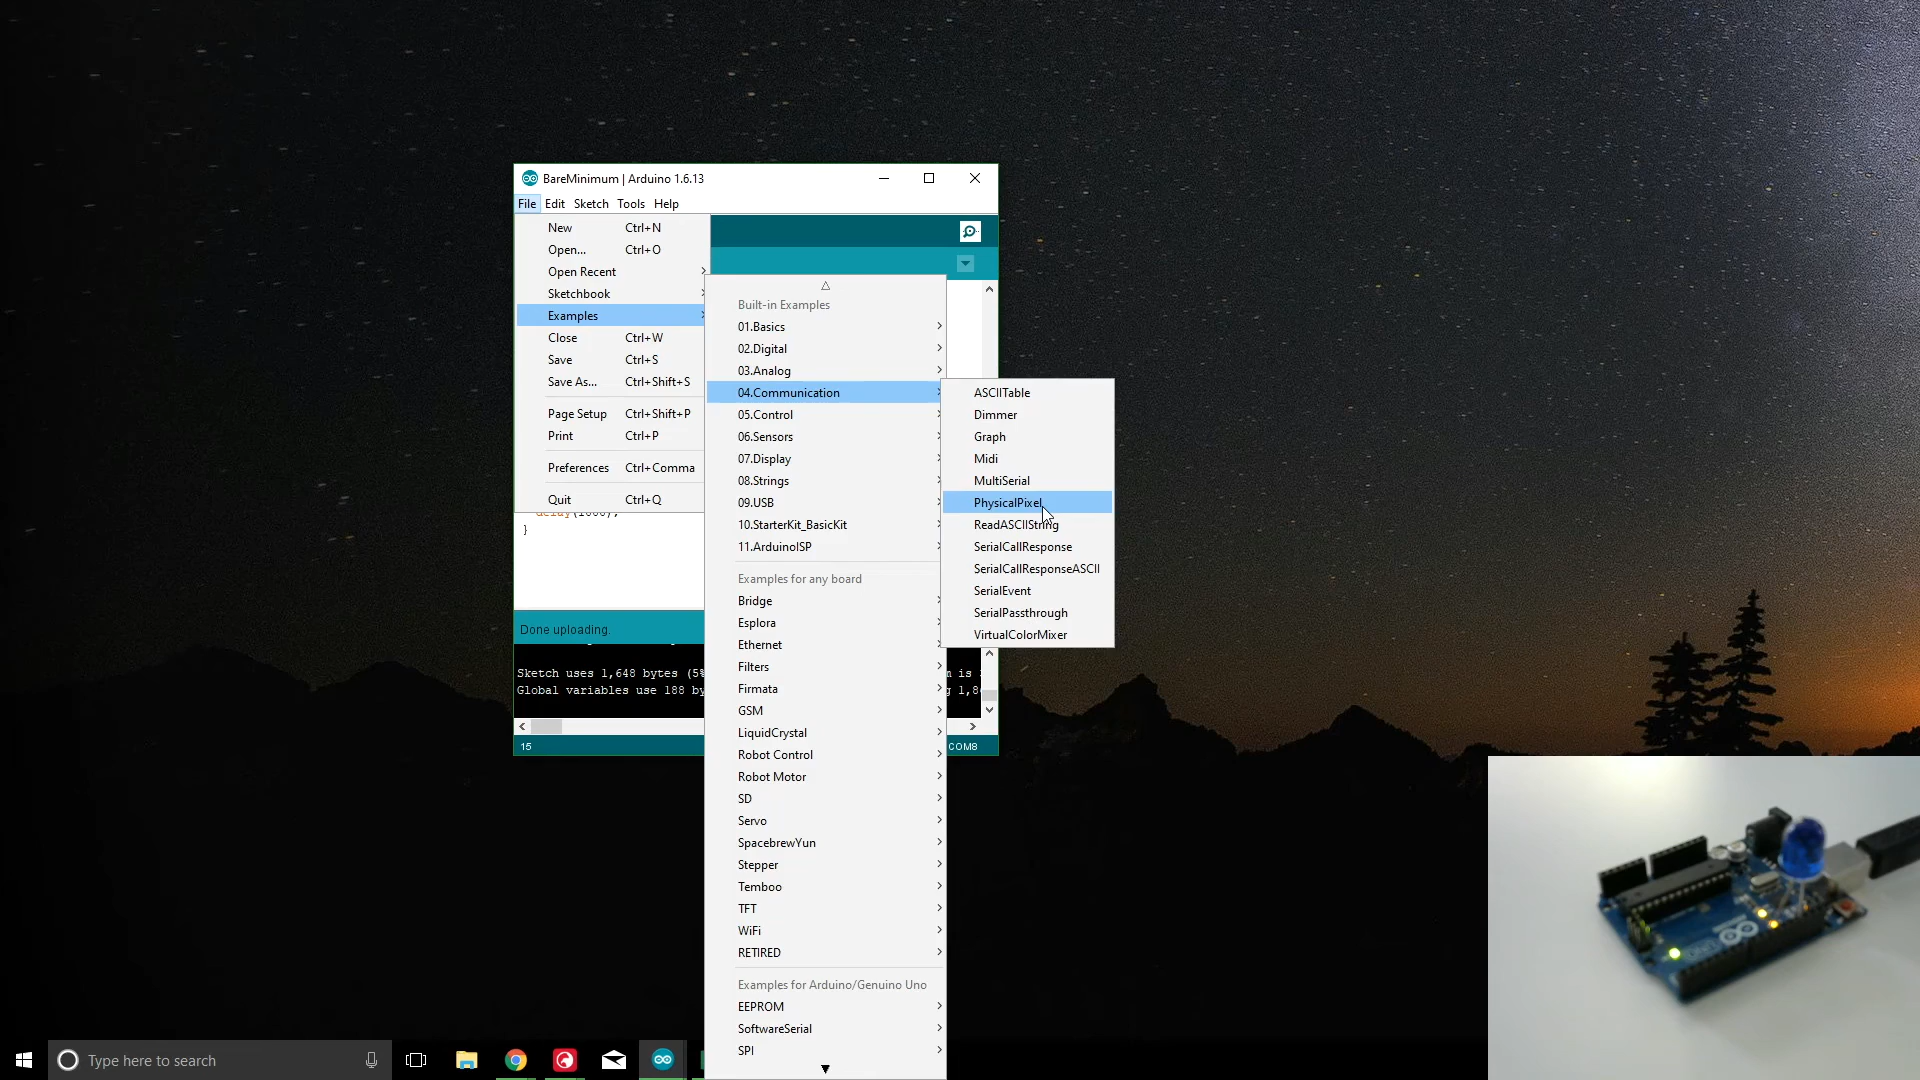 BareMinimum | Arduino 1.6.13
File Edit Sketch Tools Help
New Ctrl+N
Open... Ctrl+O
Open Recent
Sketchbook
Examples
Close Ctrl+W
Save Ctrl+S
Save As... Ctrl+Shift+S
Page Setup Ctrl+Shift+P
Print Ctrl+P
Preferences Ctrl+Comma
Quit Ctrl+Q
Built-in Examples
01.Basics
02.Digital
03.Analog
04.Communication
05.Control
06.Sensors
07.Display
08.Strings
09.USB
10.StarterKit_BasicKit
11.ArduinoISP
Examples for any board
Bridge
Esplora
Ethernet
Filters
Firmata
GSM
LiquidCrystal
Robot Control
Robot Motor
SD
Servo
SpacebrewYun
Stepper
Temboo
TFT
WiFi
RETIRED
Examples for Arduino/Genuino Uno
EEPROM
SoftwareSerial
SPI
ASCIITable
Dimmer
Graph
Midi
MultiSerial
PhysicalPixel
ReadASCIIString
SerialCallResponse
SerialCallResponseASCII
SerialEvent
SerialPassthrough
VirtualColorMixer
}
Done uploading.
Sketch uses 1,648 bytes (5%
is
Global variables use 188 by
1,8
15
COM8
Type here to search